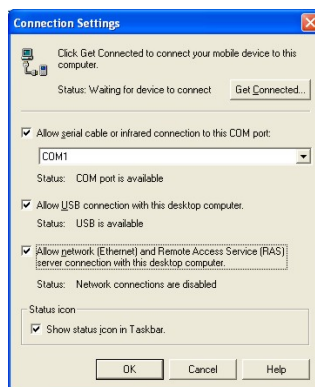 Connection Settings
Click Get Connected to connect your mobile device to this
computer.
Status: Waiting for device to connect
Get Connected...
Allow serial cable or infrared connection to this COM port:
COM1
Status: COM port is available
Allow USB connection with this desktop computer.
Status: USB is available
Allow network (Ethernet) and Remote Access Service (RAS)
server connection with this desktop computer.
Status: Network connections are disabled
Status icon
Show status icon in Taskbar.
OK Cancel Help